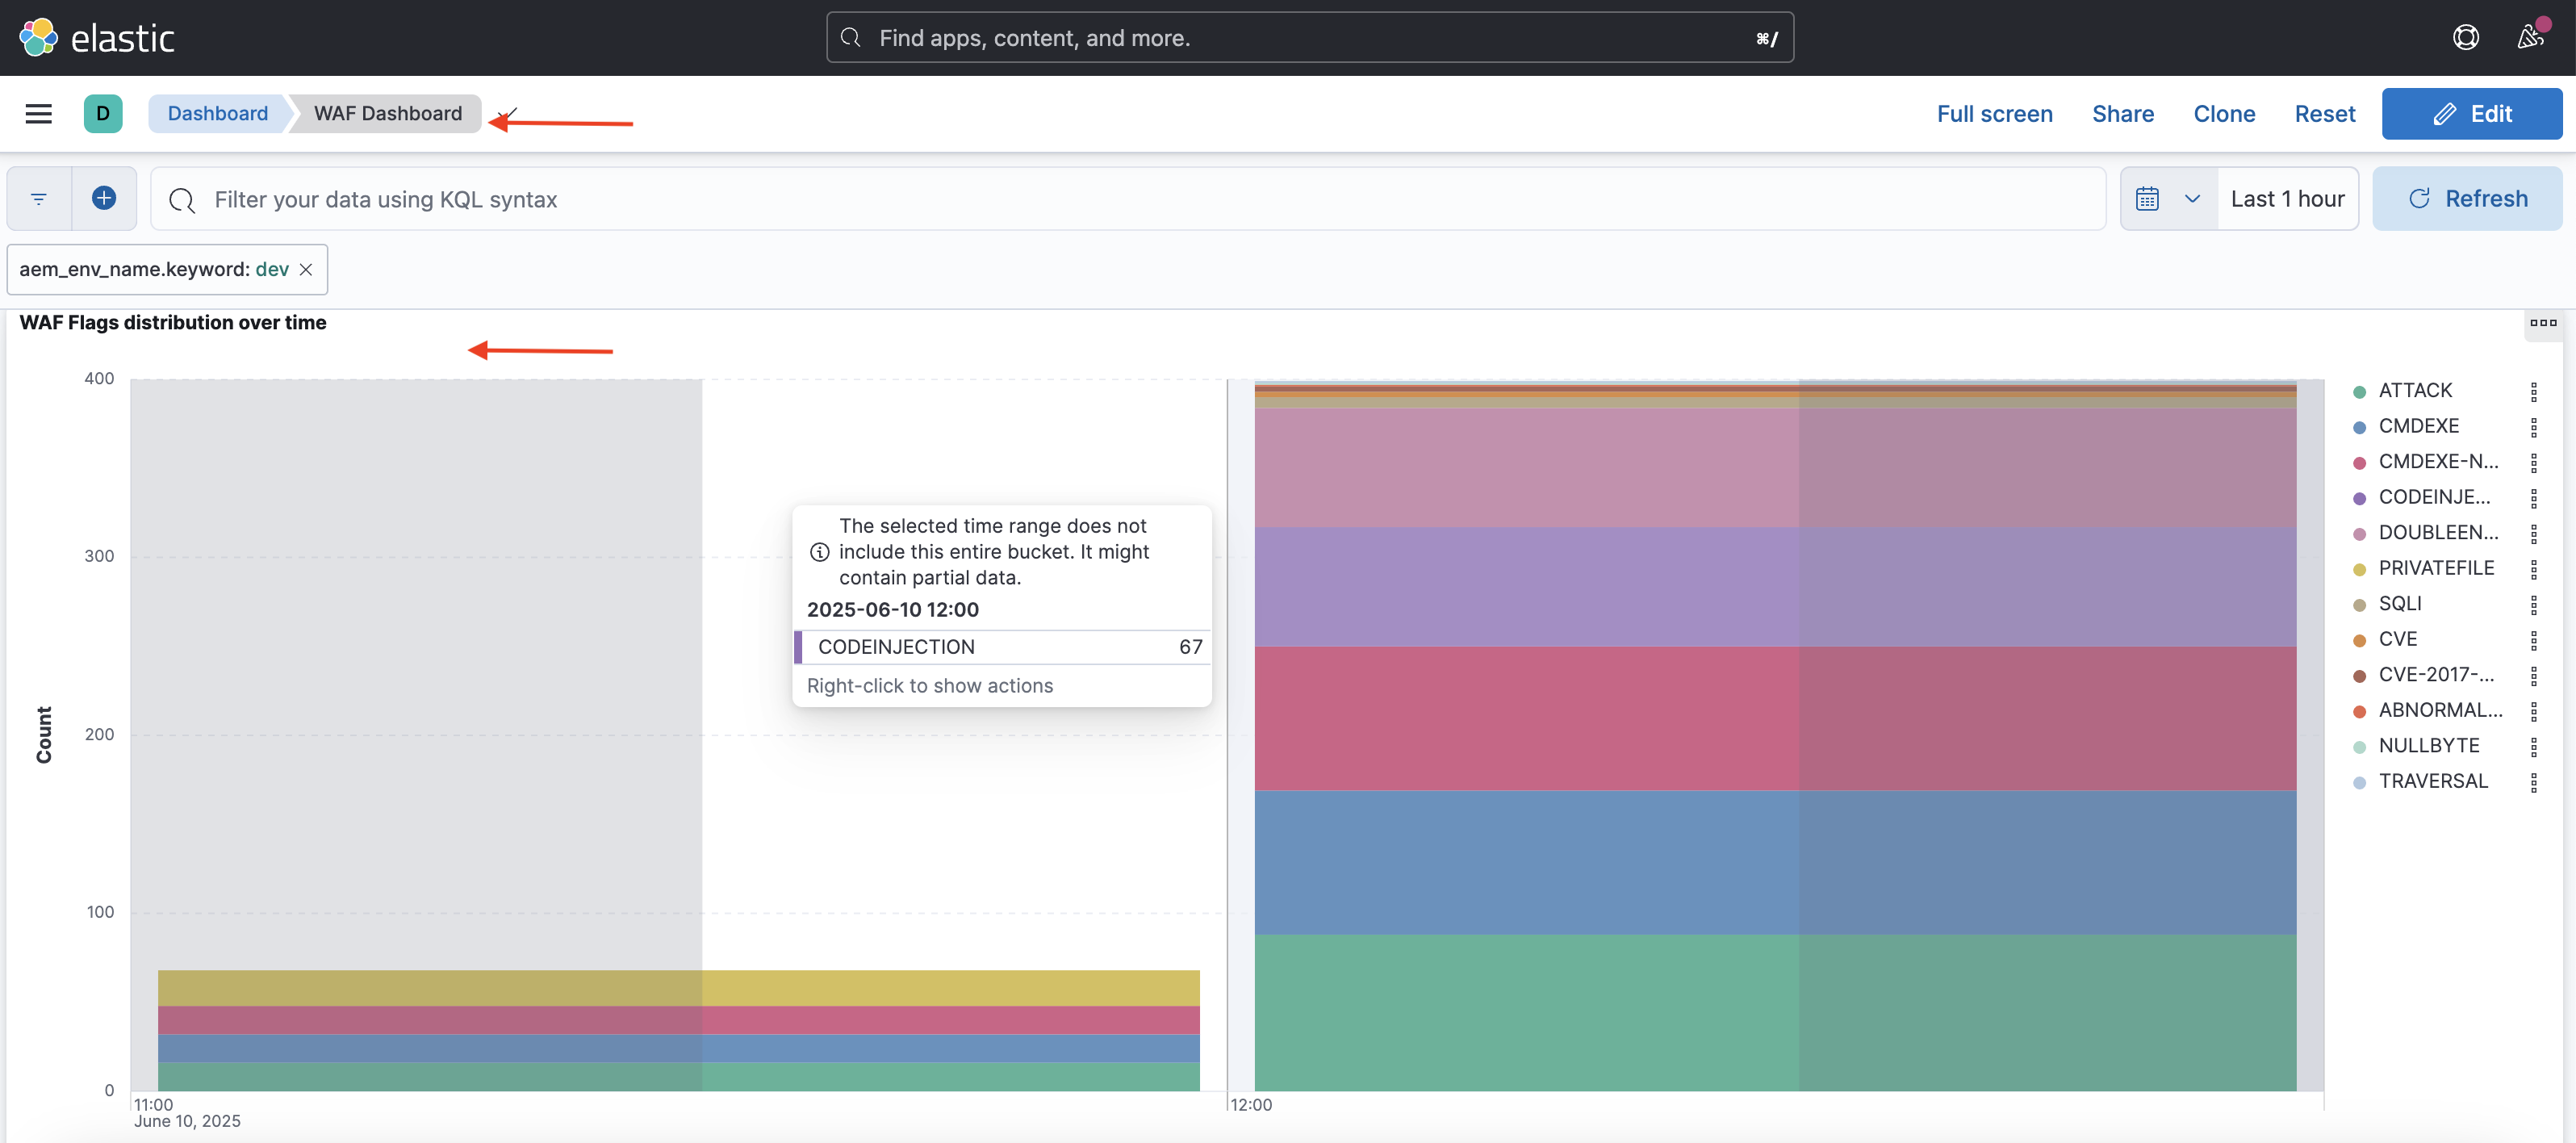 elastic
Find apps, content, and more.
⌘/
D
Dashboard
WAF Dashboard
Full screen
Share
Clone
Reset
Edit
Filter your data using KQL syntax
Last 1 hour
Refresh
aem_env_name.keyword: dev
WAF Flags distribution over time
400
300
200
100
0
Count
11:00
June 10, 2025
12:00
The selected time range does not
include this entire bucket. It might
contain partial data.
2025-06-10 12:00
CODEINJECTION 67
Right-click to show actions
ATTACK
CMDEXE
CMDEXE-N...
CODEINJE...
DOUBLEEN...
PRIVATEFILE
SQLI
CVE
CVE-2017-...
ABNORMAL...
NULLBYTE
TRAVERSAL